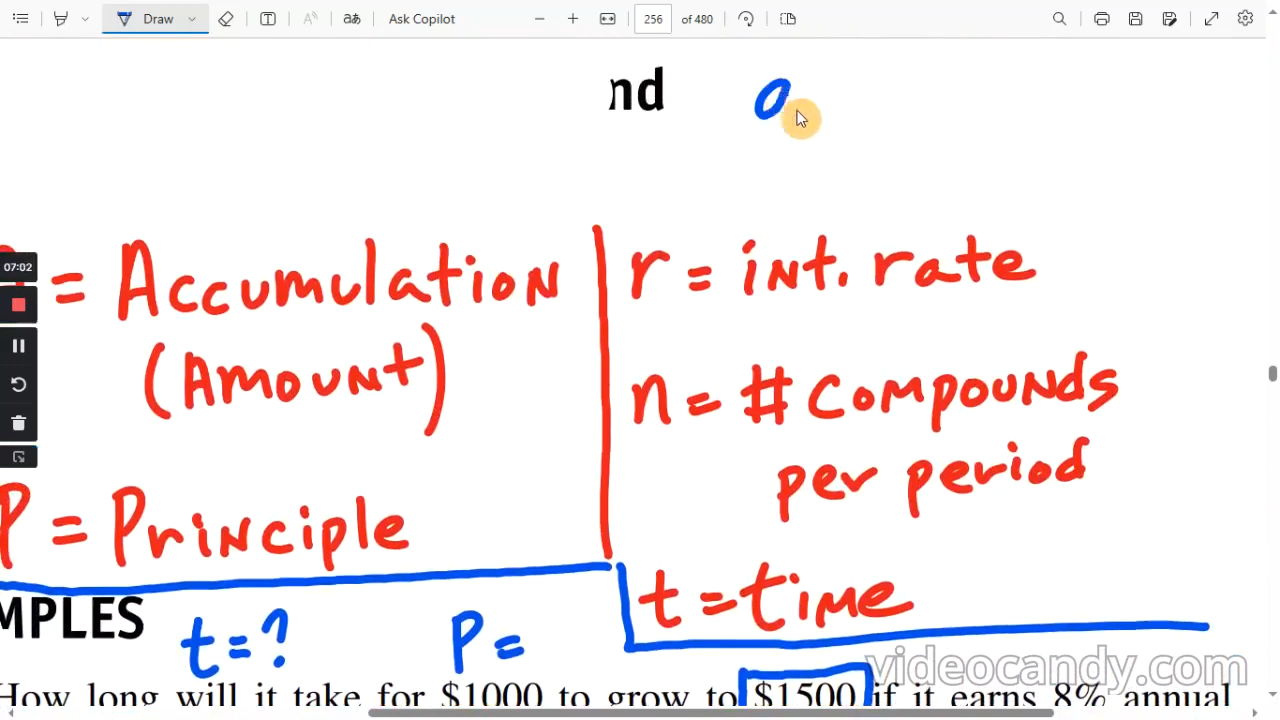 Draw
Ask Copilot
256 of 480
nd
07:02
= Accumulation
(Amount)
P = Principle
r = int. rate
n = # compounds
per period
t = time
MPLES
t = ?
P =
How long will it take for $1000 to grow to $1500 if it earns 8% annual
videocandy.com